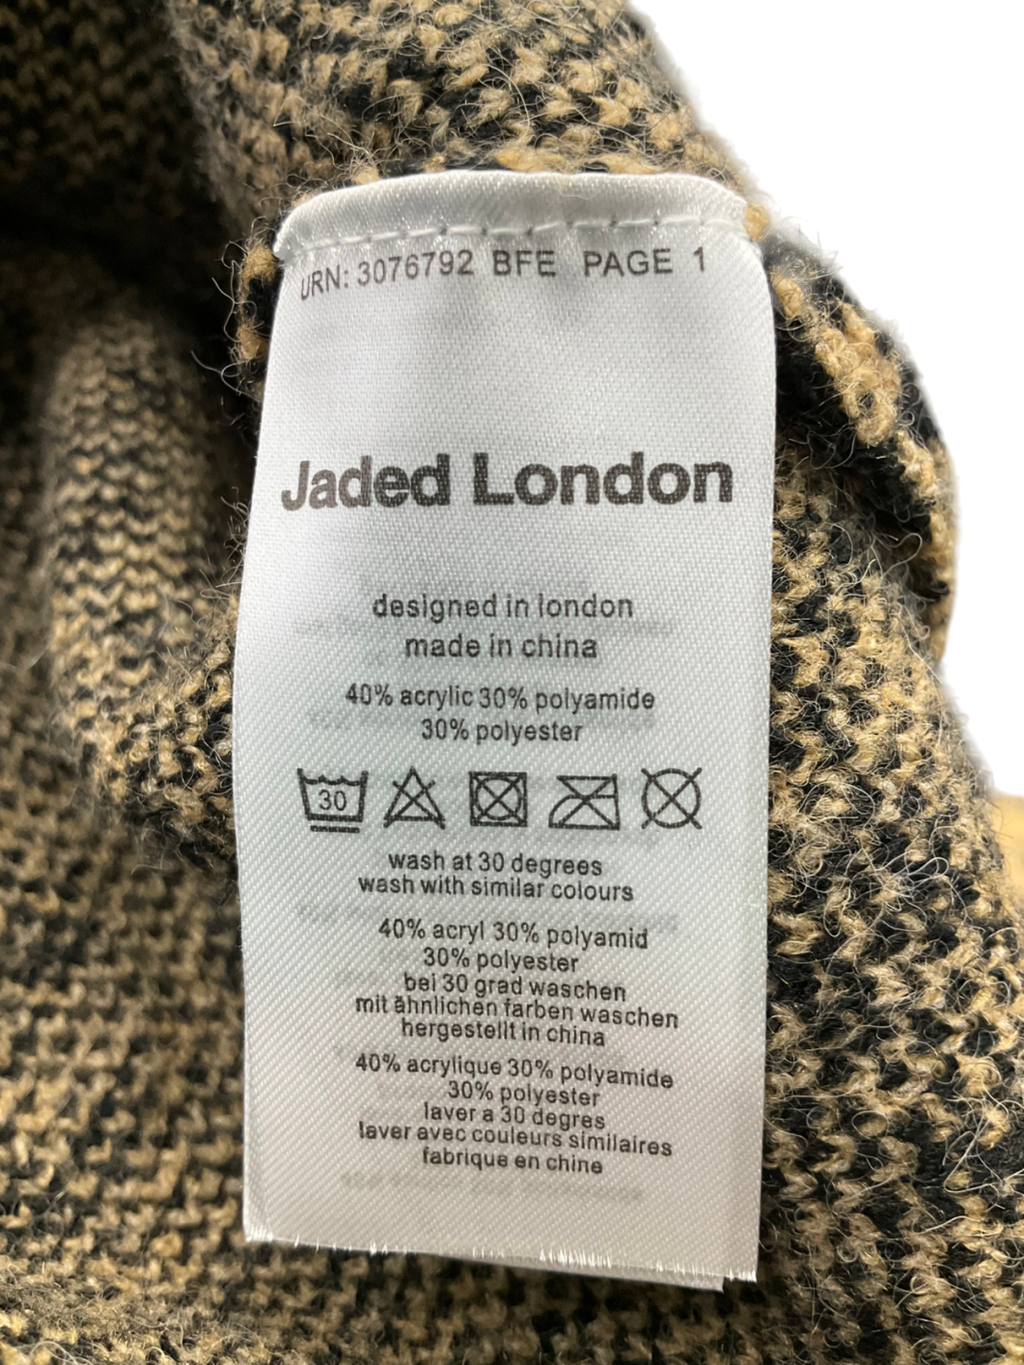 URN: 3076792 BFE PAGE 1
Jaded London
designed in london
made in china
40% acrylic 30% polyamide
30% polyester
30
wash at 30 degrees
wash with similar colours
40% acryl 30% polyamid
30% polyester
bei 30 grad waschen
mit ähnlichen farben waschen
hergestellt in china
40% acrylique 30% polyamide
30% polyester
laver a 30 degres
laver avec couleurs similaires
fabrique en chine